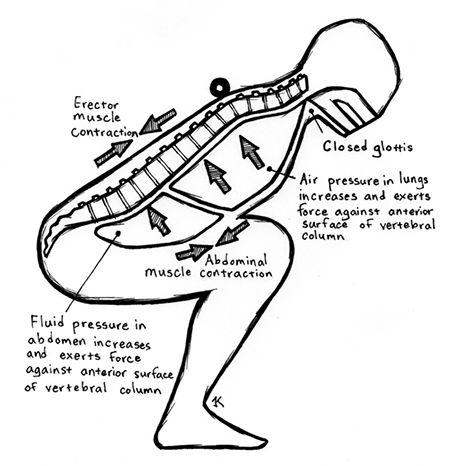 Erector
muscle
contraction
Closed glottis
Air pressure in lungs
increases and exerts
force against anterior
surface of vertebral
column
Abdominal
muscle contraction
Fluid pressure in
abdomen increases
and exerts force
against anterior surface
of vertebral column